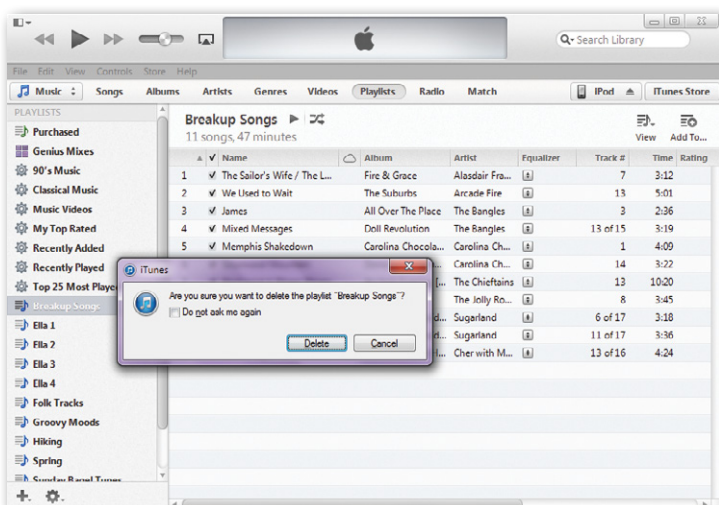 Search Library
File Edit View Controls Store Help
Music Songs Albums Artists Genres Videos Playlists Radio Match iPod iTunes Store
PLAYLISTS
Purchased
Genius Mixes
90's Music
Classical Music
Music Videos
My Top Rated
Recently Added
Recently Played
Top 25 Most Playe
Breakup Songs
Ella 1
Ella 2
Ella 3
Ella 4
Folk Tracks
Groovy Moods
Hiking
Spring
Sunday Bagel Tunes
Breakup Songs
11 songs, 47 minutes
View Add To...
Name Album Artist Equalizer Track # Time Rating
1 The Sailor's Wife / The L... Fire & Grace Alasdair Fra... 7 3:12
2 We Used to Wait The Suburbs Arcade Fire 13 5:01
3 James All Over The Place The Bangles 3 2:36
4 Mixed Messages Doll Revolution The Bangles 13 of 15 3:19
5 Memphis Shakedown Carolina Chocola... Carolina Ch... 1 4:09
Carolina Ch... 14 3:22
[... The Chieftains 13 10:20
The Jolly Ro... 8 3:45
d... Sugarland 6 of 17 3:18
d... Sugarland 11 of 17 3:36
Cher with M... 13 of 16 4:24
iTunes
Are you sure you want to delete the playlist "Breakup Songs"?
Do not ask me again
Delete Cancel